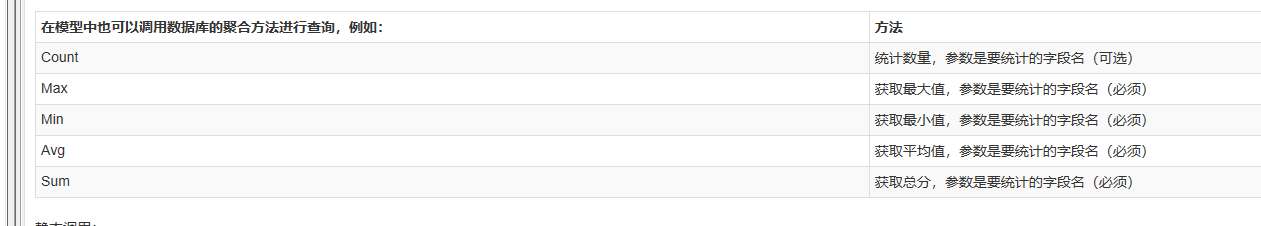 在模型中也可以调用数据库的聚合方法进行查询，例如： 方法
Count 统计数量，参数是要统计的字段名（可选）
Max 获取最大值，参数是要统计的字段名（必须）
Min 获取最小值，参数是要统计的字段名（必须）
Avg 获取平均值，参数是要统计的字段名（必须）
Sum 获取总分，参数是要统计的字段名（必须）